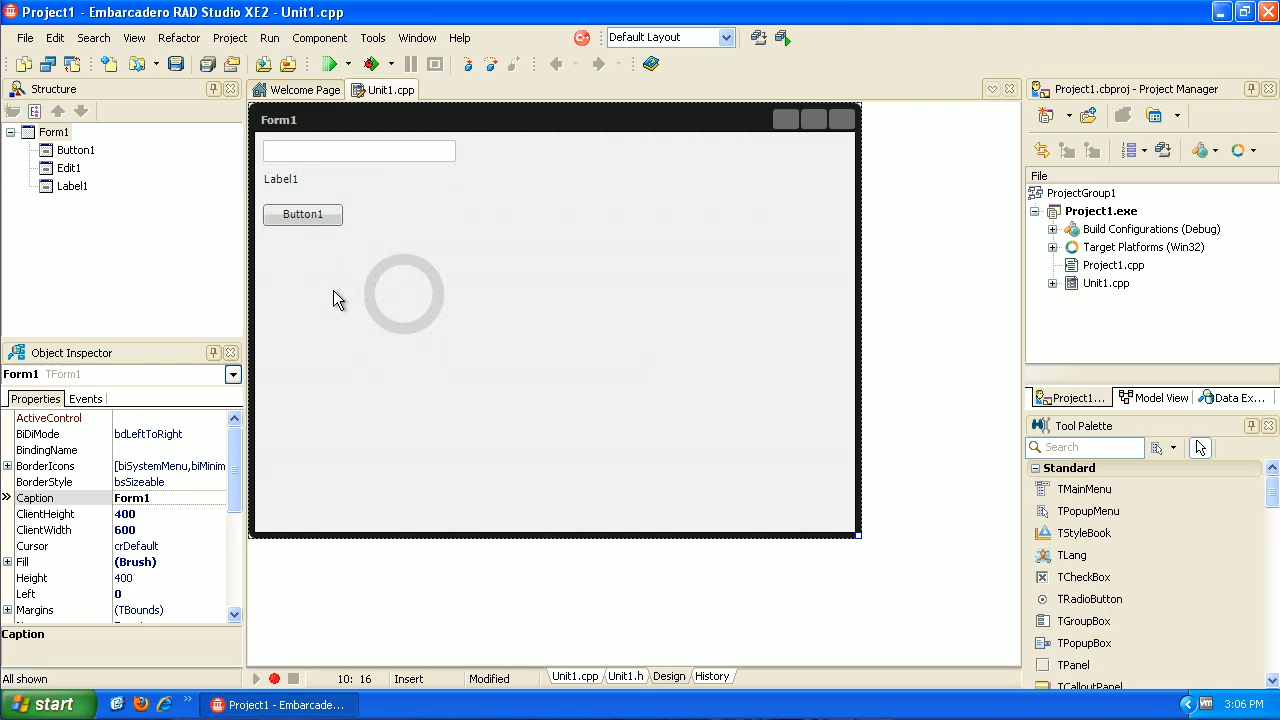 Project1 - Embarcadero RAD Studio XE2 - Unit1.cpp
File Edit Search View Refactor Project Run Component Tools Window Help
Default Layout
Structure
Form1
Button1
Edit1
Label1
Object Inspector
Form1 TForm1
Properties Events
ActiveControl
BiDiMode bdLeftToRight
BindingName
BorderIcons [biSystemMenu,biMinim
BorderStyle bsSizeable
Caption Form1
ClientHeight 400
ClientWidth 600
Cursor crDefault
Fill (Brush)
Height 400
Left 0
Margins (TBounds)
Caption
All shown
Welcome Page Unit1.cpp
Form1
Label1
Button1
10: 16 Insert Modified
Unit1.cpp Unit1.h Design History
Project1.cbproj - Project Manager
File
ProjectGroup1
Project1.exe
Build Configurations (Debug)
Target Platforms (Win32)
Project1.cpp
Unit1.cpp
Project1... Model View Data Ex...
Tool Palette
Search
Standard
TMainMenu
TPopupMenu
TStyleBook
TLang
TCheckBox
TRadioButton
TGroupBox
TPopupBox
TPanel
TCalloutPanel
start
Project1 - Embarcade...
3:06 PM